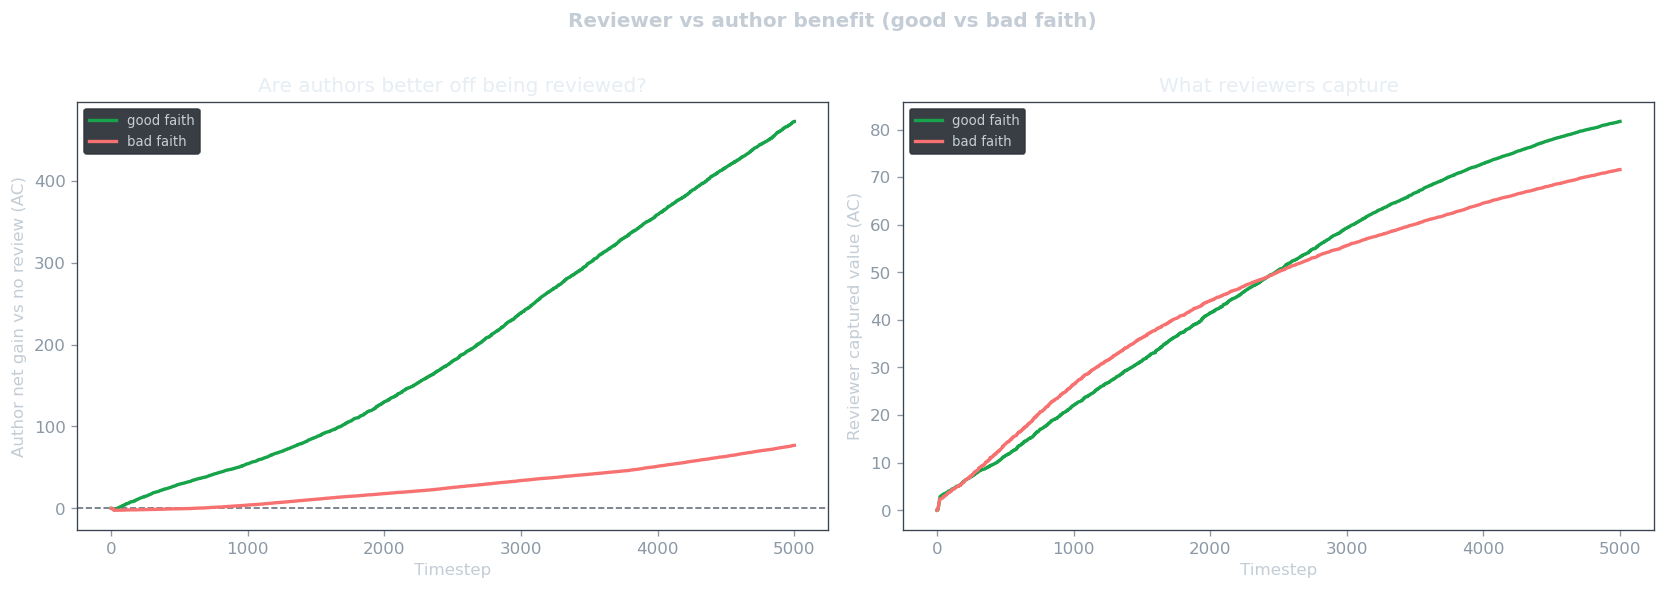 Reviewer vs author benefit (good vs bad faith)
Are authors better off being reviewed?
good faith
bad faith
Author net gain vs no review (AC)
400
300
200
100
0
0 1000 2000 3000 4000 5000
Timestep
What reviewers capture
good faith
bad faith
Reviewer captured value (AC)
80
70
60
50
40
30
20
10
0
0 1000 2000 3000 4000 5000
Timestep